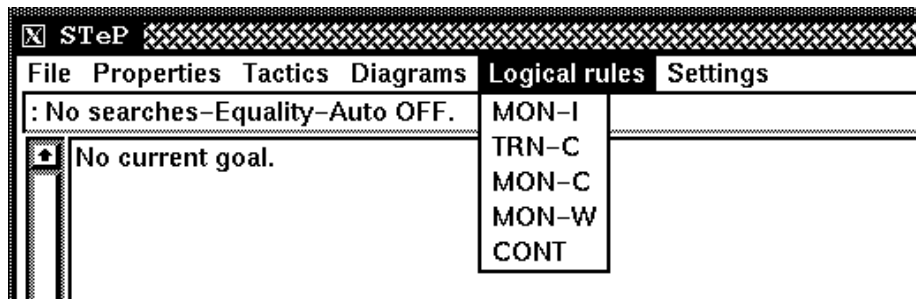 X STeP
File Properties Tactics Diagrams Logical rules Settings
: No searches-Equality-Auto OFF.
MON-I
No current goal.
TRN-C
MON-C
MON-W
CONT